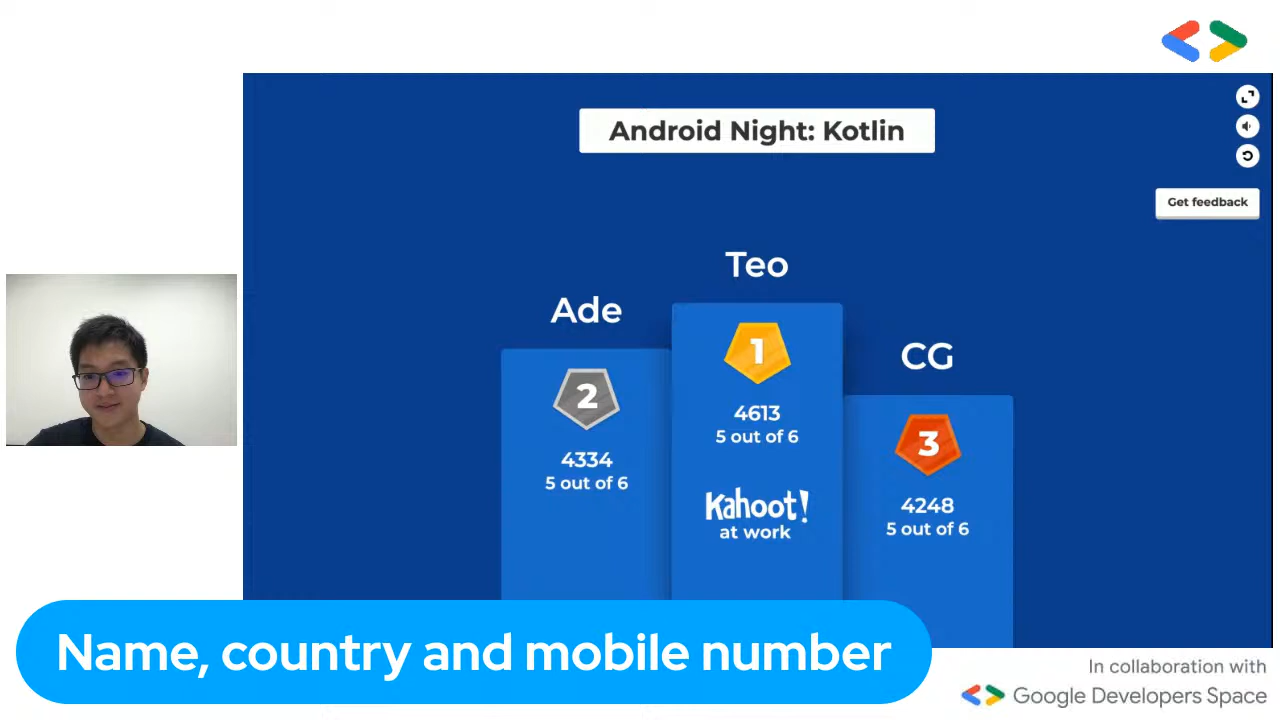 Android Night: Kotlin
Get feedback
Teo
Ade
CG
1
2
3
4613
5 out of 6
4334
5 out of 6
4248
5 out of 6
Kahoot!
at work
Name, country and mobile number
In collaboration with
Google Developers Space